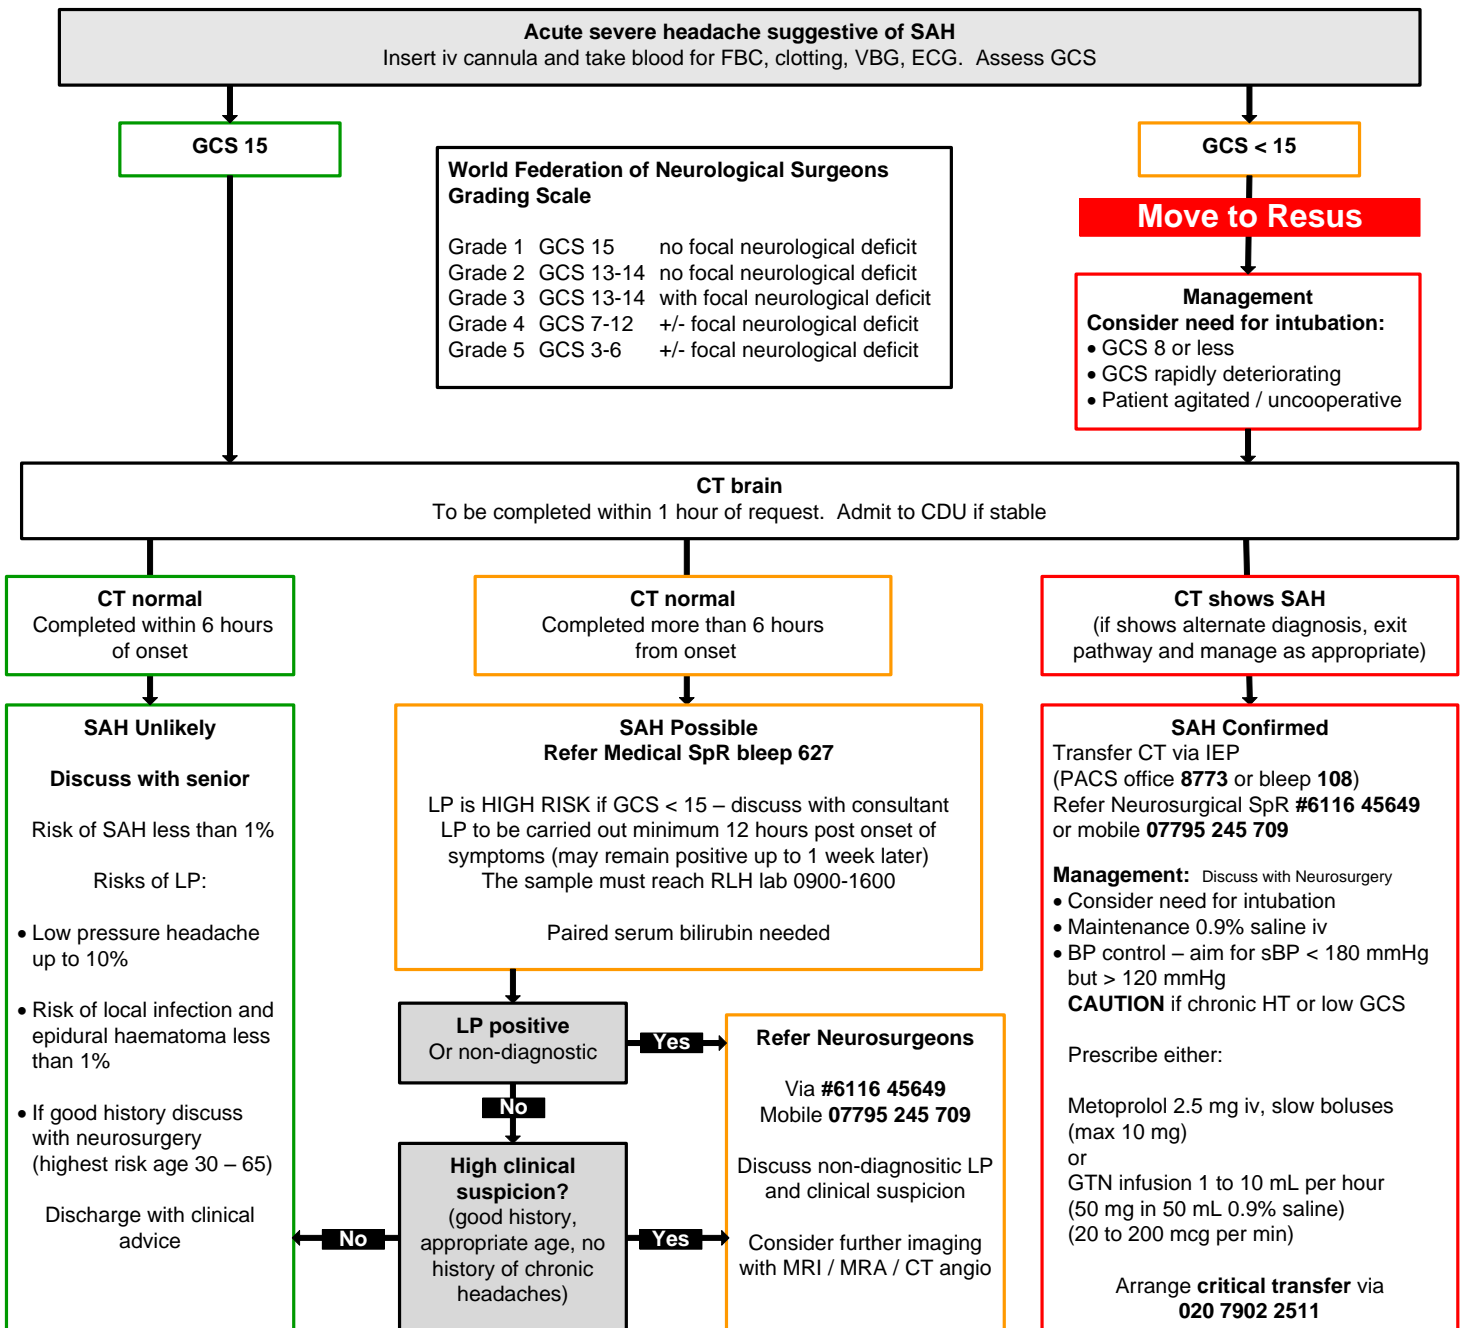 Acute severe headache suggestive of SAH
Insert iv cannula and take blood for FBC, clotting, VBG, ECG.  Assess GCS
GCS 15
GCS < 15
World Federation of Neurological Surgeons
Grading Scale
Grade 1 GCS 15 no focal neurological deficit
Grade 2 GCS 13-14 no focal neurological deficit
Grade 3 GCS 13-14 with focal neurological deficit
Grade 4 GCS 7-12 +/- focal neurological deficit
Grade 5 GCS 3-6 +/- focal neurological deficit
Move to Resus
Management
Consider need for intubation:
• GCS 8 or less
• GCS rapidly deteriorating
• Patient agitated / uncooperative
CT brain
To be completed within 1 hour of request.  Admit to CDU if stable
CT normal
Completed within 6 hours
of onset
CT normal
Completed more than 6 hours
from onset
CT shows SAH
(if shows alternate diagnosis, exit
pathway and manage as appropriate)
SAH Unlikely
Discuss with senior
Risk of SAH less than 1%
Risks of LP:
• Low pressure headache
up to 10%
• Risk of local infection and
epidural haematoma less
than 1%
• If good history discuss
with neurosurgery
(highest risk age 30 – 65)
Discharge with clinical
advice
SAH Possible
Refer Medical SpR bleep 627
LP is HIGH RISK if GCS < 15 – discuss with consultant
LP to be carried out minimum 12 hours post onset of
symptoms (may remain positive up to 1 week later)
The sample must reach RLH lab 0900-1600
Paired serum bilirubin needed
LP positive
Or non-diagnostic
Yes
No
High clinical
suspicion?
(good history,
appropriate age, no
history of chronic
headaches)
No
Yes
Refer Neurosurgeons
Via #6116 45649
Mobile 07795 245 709
Discuss non-diagnositic LP
and clinical suspicion
Consider further imaging
with MRI / MRA / CT angio
SAH Confirmed
Transfer CT via IEP
(PACS office 8773 or bleep 108)
Refer Neurosurgical SpR #6116 45649
or mobile 07795 245 709
Management: Discuss with Neurosurgery
• Consider need for intubation
• Maintenance 0.9% saline iv
• BP control – aim for sBP < 180 mmHg
but > 120 mmHg
CAUTION if chronic HT or low GCS
Prescribe either:
Metoprolol 2.5 mg iv, slow boluses
(max 10 mg)
or
GTN infusion 1 to 10 mL per hour
(50 mg in 50 mL 0.9% saline)
(20 to 200 mcg per min)
Arrange critical transfer via
020 7902 2511